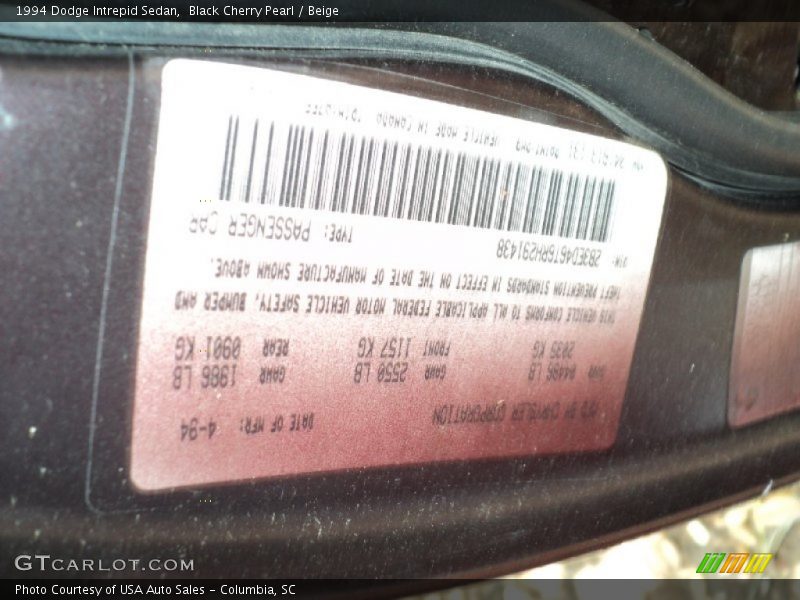 1994 Dodge Intrepid Sedan, Black Cherry Pearl / Beige
MFD BY CHRYSLER CORPORATION DATE OF MFR: 4-94
GVWR 04486 LB GAWR 2550 LB GAWR 1986 LB
2035 KG FRONT 1157 KG REAR 0901 KG
THIS VEHICLE CONFORMS TO ALL APPLICABLE FEDERAL MOTOR VEHICLE SAFETY, BUMPER AND
THEFT PREVENTION STANDARDS IN EFFECT ON THE DATE OF MANUFACTURE SHOWN ABOVE.
VIN: 2B3ED46T6RH291438 TYPE: PASSENGER CAR
VEHICLE MADE IN CANADA
GTCARLOT.COM
Photo Courtesy of USA Auto Sales - Columbia, SC